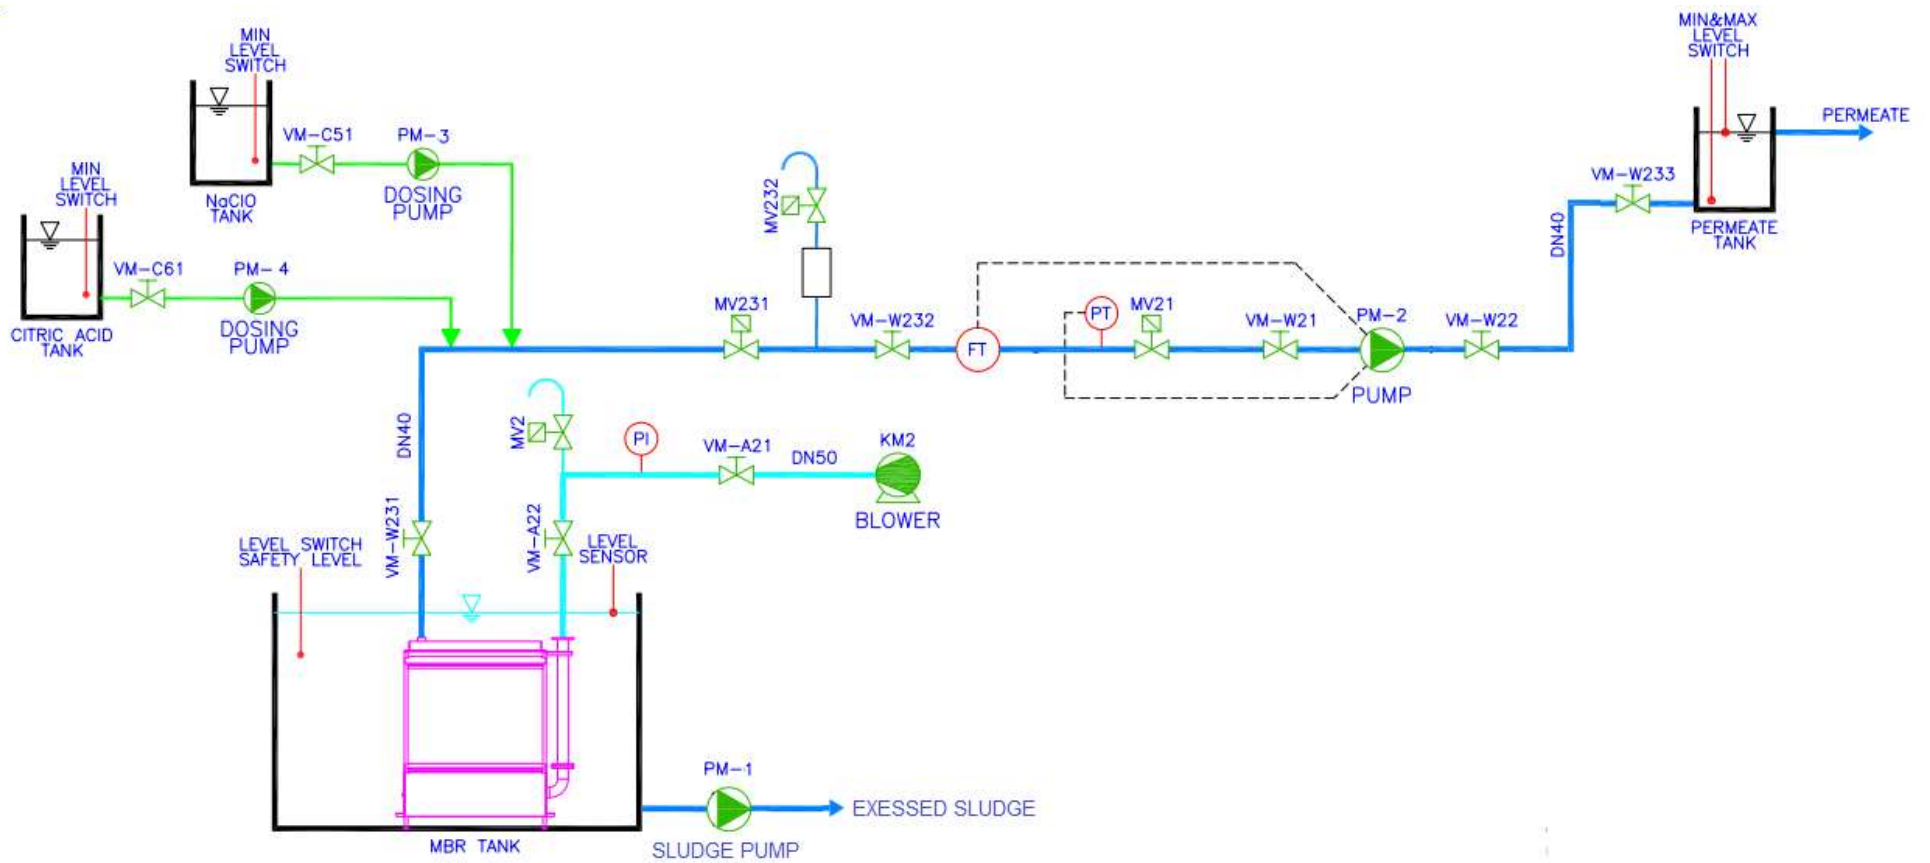 MIN
LEVEL
SWITCH
MIN&MAX
LEVEL
SWITCH
PERMEATE
VM-C51
PM-3
NaClO
TANK
DOSING
PUMP
MIN
LEVEL
SWITCH
VM-W233
PERMEATE
TANK
DN40
MV232
VM-C61
PM- 4
CITRIC ACID
TANK
DOSING
PUMP
MV231
VM-W232
FT
PT
MV21
VM-W21
PM-2
PUMP
VM-W22
DN40
MV2
PI
VM-A21
DN50
KM2
BLOWER
VM-W231
VM-A22
LEVEL SWITCH
SAFETY LEVEL
LEVEL
SENSOR
PM-1
EXESSED SLUDGE
SLUDGE PUMP
MBR TANK